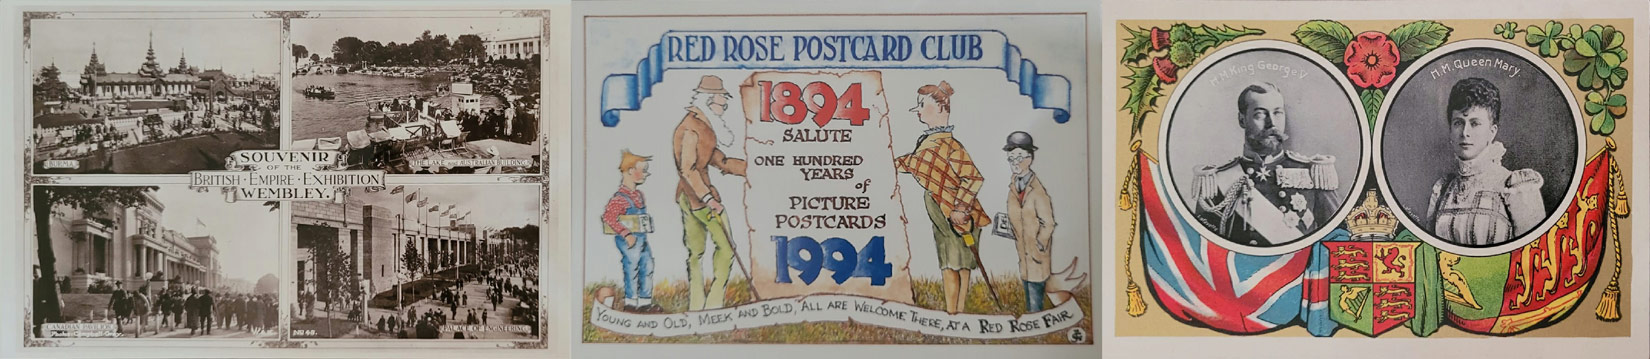 BURMA.
THE LAKE AND AUSTRALIAN BUILDING.
SOUVENIR
OF THE
BRITISH·EMPIRE·EXHIBITION
WEMBLEY.
CANADIAN PAVILION
Nº 48.
PALACE OF ENGINEERING.
RED ROSE POSTCARD CLUB
1894
SALUTE
ONE HUNDRED
YEARS
of
PICTURE
POSTCARDS
1994
YOUNG AND OLD, MEEK AND BOLD, ALL ARE WELCOME THERE, AT A RED ROSE FAIR
H.M. King George V
H.M. Queen Mary.